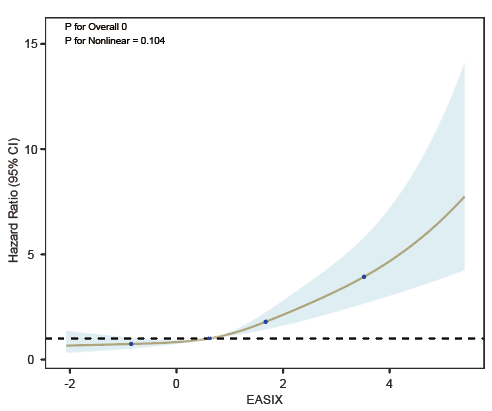 P for Overall 0
P for Nonlinear = 0.104
15
10
5
0
Hazard Ratio (95% CI)
-2
0
2
4
EASIX